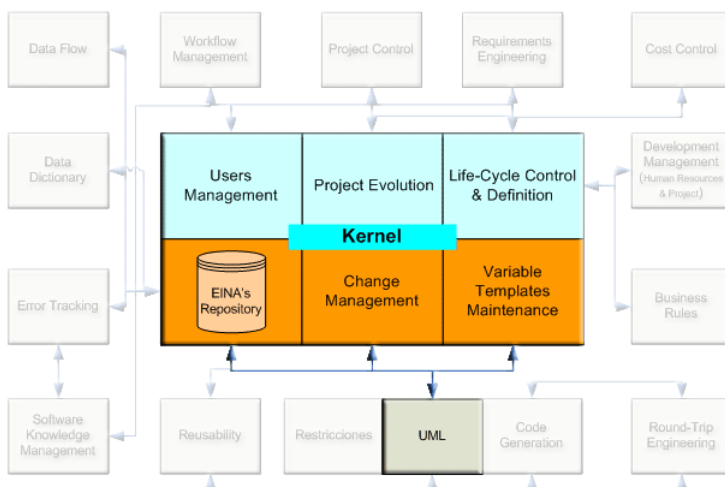 Data Flow
Workflow
Management
Project Control
Requirements
Engineering
Cost Control
Data
Dictionary
Users
Management
Project Evolution
Life-Cycle Control
& Definition
Development
Management
(Human Resources
& Project)
Kernel
Error Tracking
EINA's
Repository
Change
Management
Variable
Templates
Maintenance
Business
Rules
Software
Knowledge
Management
Reusability
Restricciones
UML
Code
Generation
Round-Trip
Engineering